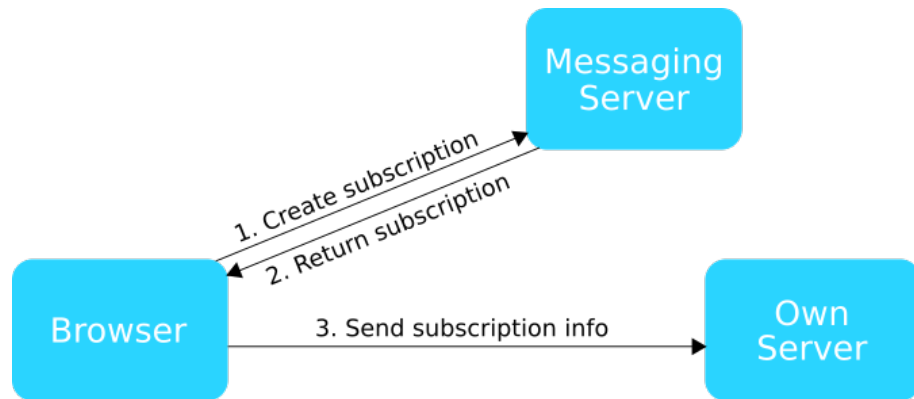 Messaging
Server
1. Create subscription
2. Return subscription
Browser
3. Send subscription info
Own
Server